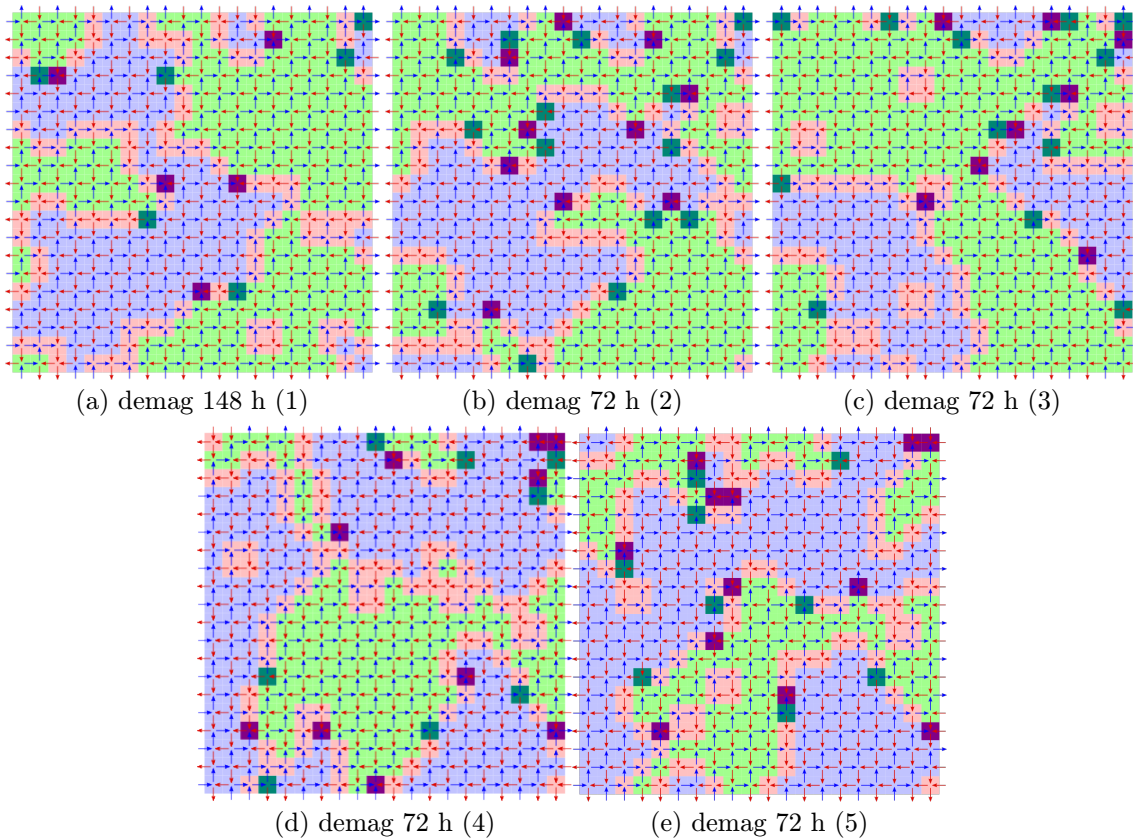 (a) demag 148 h (1)
(b) demag 72 h (2)
(c) demag 72 h (3)
(d) demag 72 h (4)
(e) demag 72 h (5)